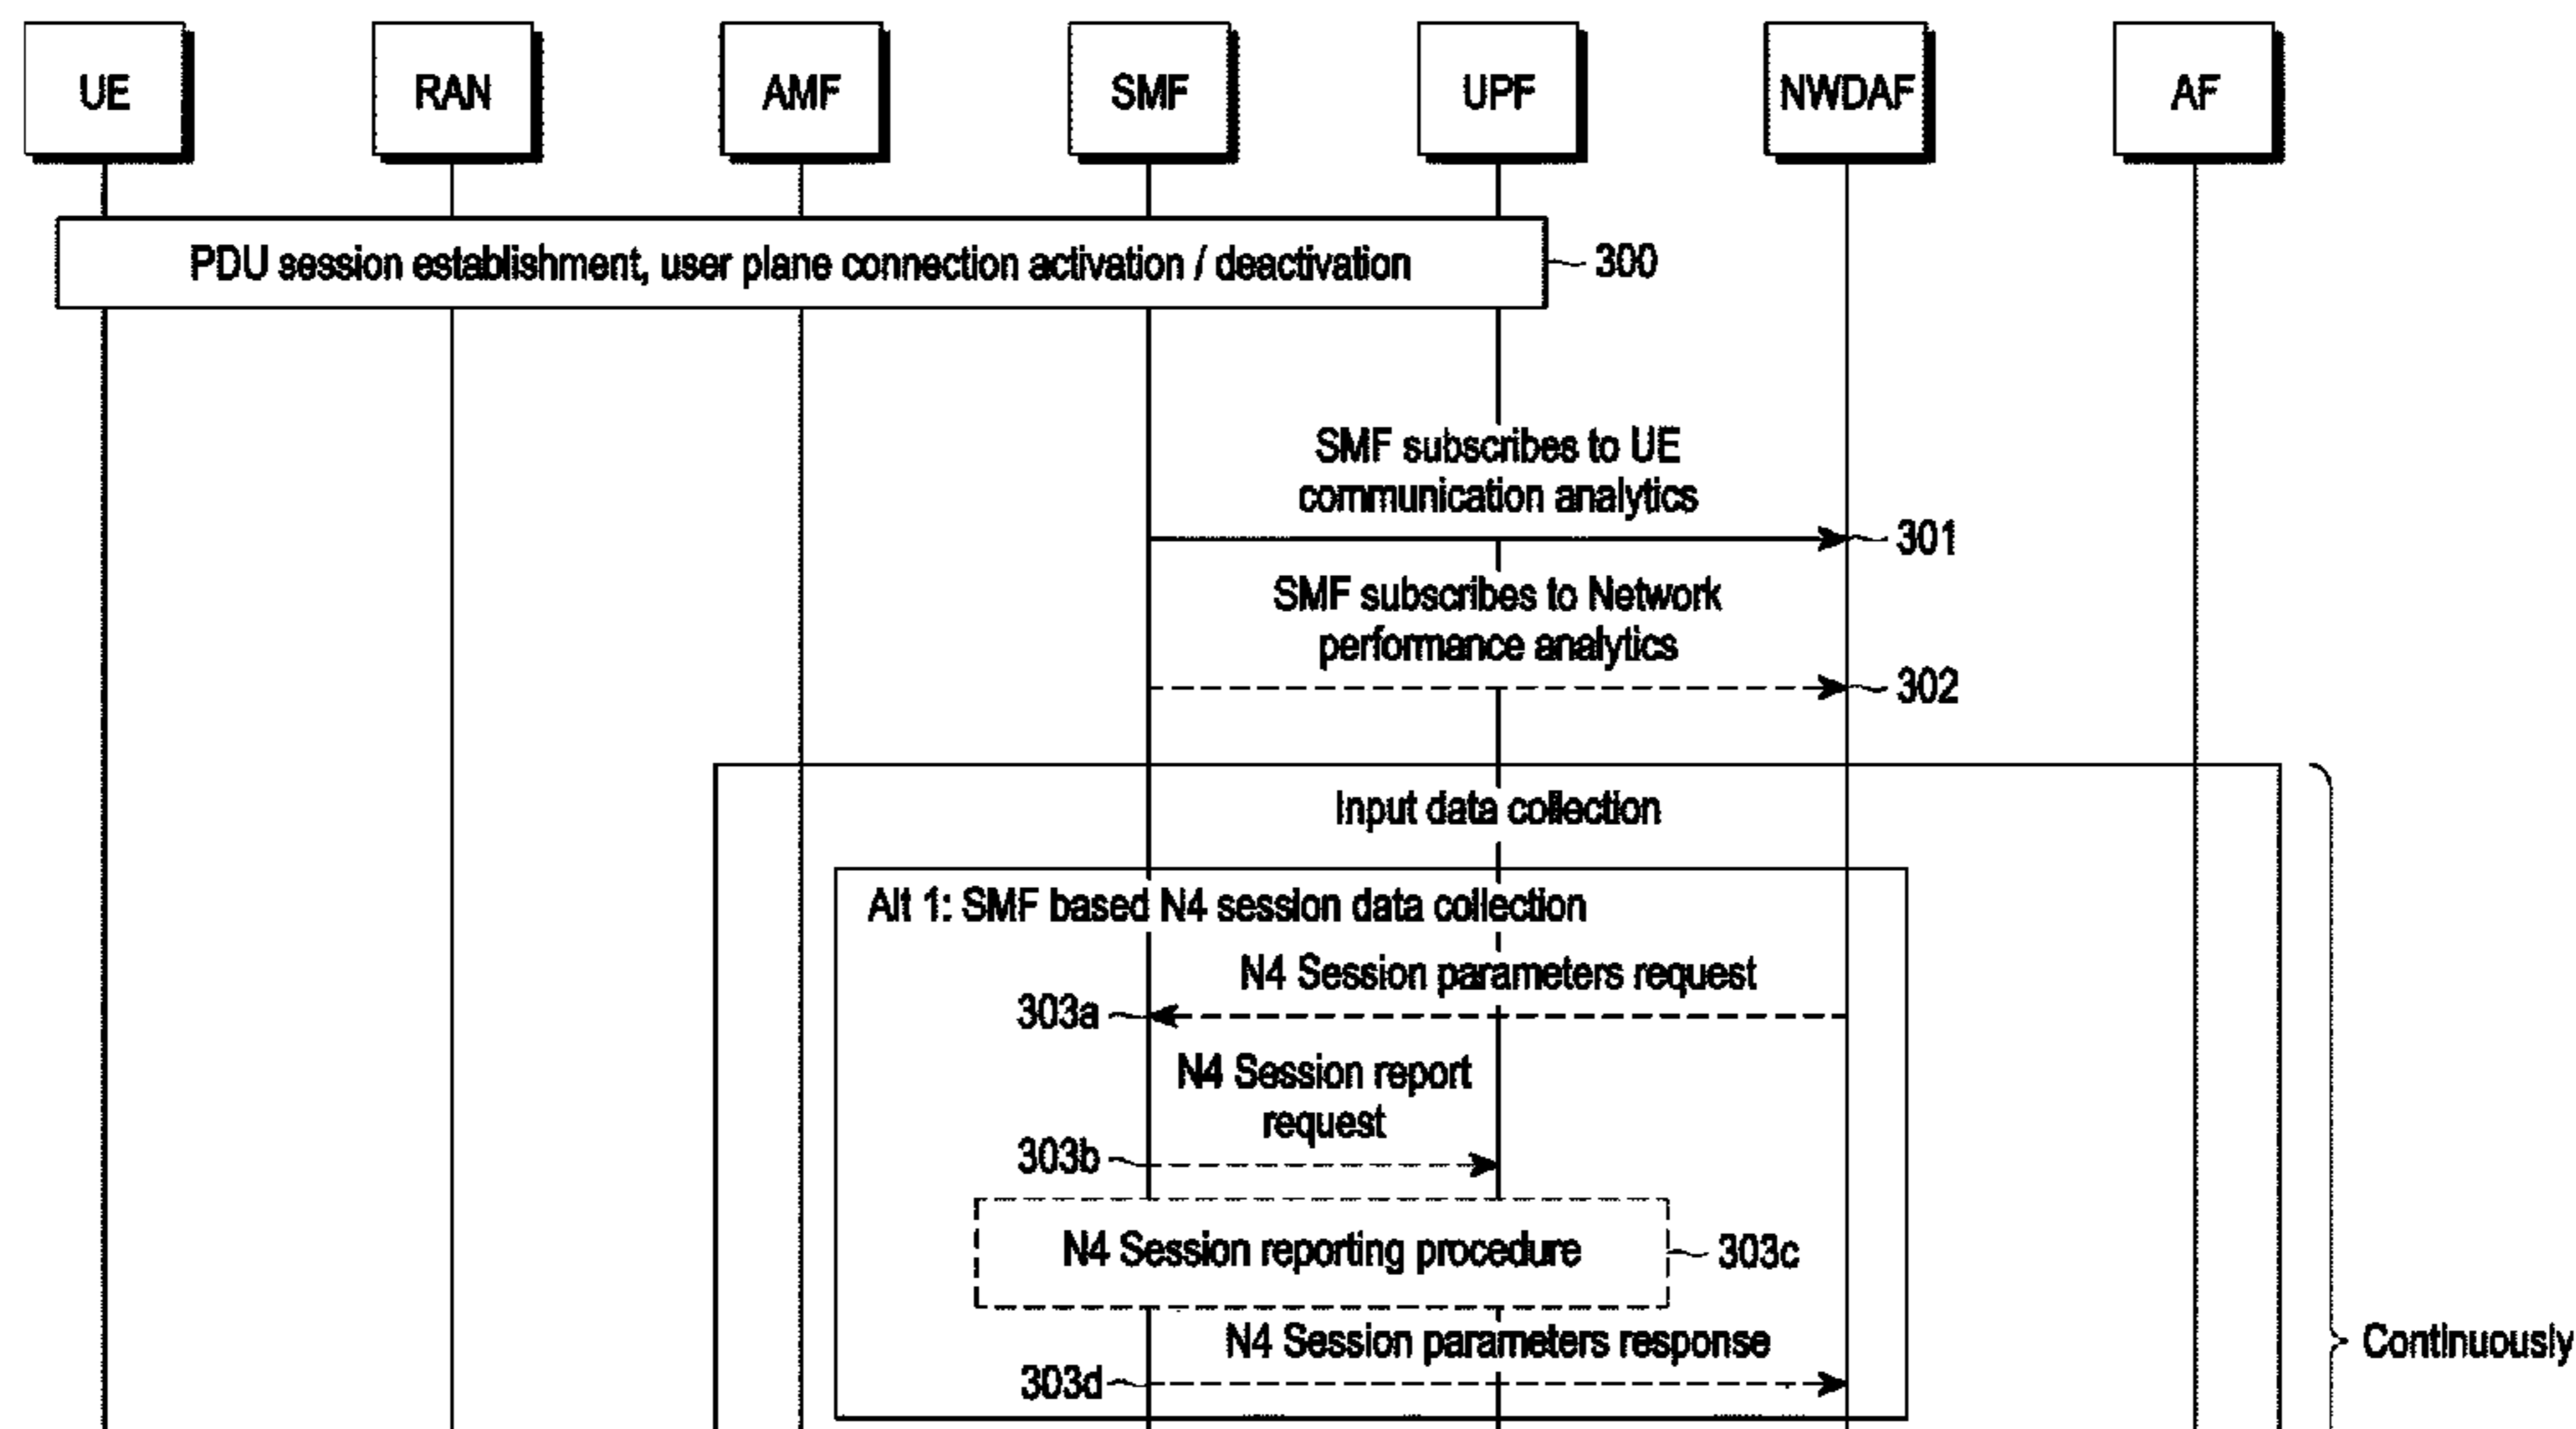 UE RAN AMF SMF UPF NWDAF AF
PDU session establishment, user plane connection activation / deactivation 300
SMF subscribes to UE
communication analytics
301
SMF subscribes to Network
performance analytics
302
Input data collection
Alt 1: SMF based N4 session data collection
N4 Session parameters request
303a
N4 Session report
request
303b
N4 Session reporting procedure 303c
N4 Session parameters response
Continuously
303d